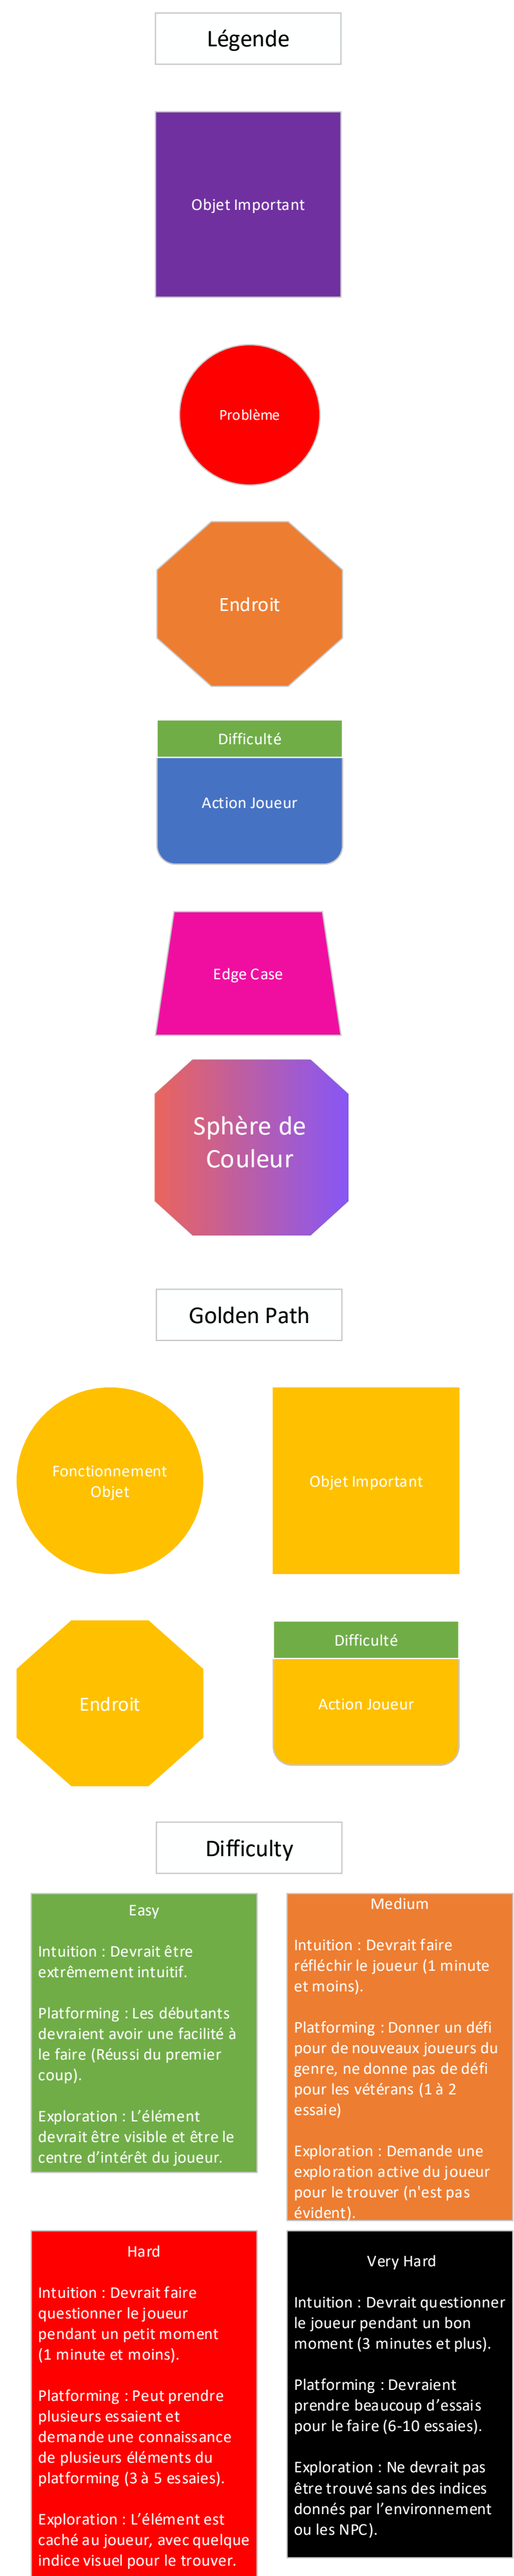 Légende
Objet Important
Problème
Endroit
Difficulté
Action Joueur
Edge Case
Sphère de
Couleur
Golden Path
Fonctionnement
Objet
Objet Important
Endroit
Difficulté
Action Joueur
Difficulty
Easy
Intuition : Devrait être
extrêmement intuitif.
Platforming : Les débutants
devraient avoir une facilité à
le faire (Réussi du premier
coup).
Exploration : L’élément
devrait être visible et être le
centre d’intérêt du joueur.
Medium
Intuition : Devrait faire
réfléchir le joueur (1 minute
et moins).
Platforming : Donner un défi
pour de nouveaux joueurs du
genre, ne donne pas de défi
pour les vétérans (1 à 2
essaie)
Exploration : Demande une
exploration active du joueur
pour le trouver (n'est pas
évident).
Hard
Intuition : Devrait faire
questionner le joueur
pendant un petit moment
(1 minute et moins).
Platforming : Peut prendre
plusieurs essaient et
demande une connaissance
de plusieurs éléments du
platforming (3 à 5 essaies).
Exploration : L’élément est
caché au joueur, avec quelque
indice visuel pour le trouver.
Very Hard
Intuition : Devrait questionner
le joueur pendant un bon
moment (3 minutes et plus).
Platforming : Devraient
prendre beaucoup d’essais
pour le faire (6-10 essaies).
Exploration : Ne devrait pas
être trouvé sans des indices
donnés par l’environnement
ou les NPC).